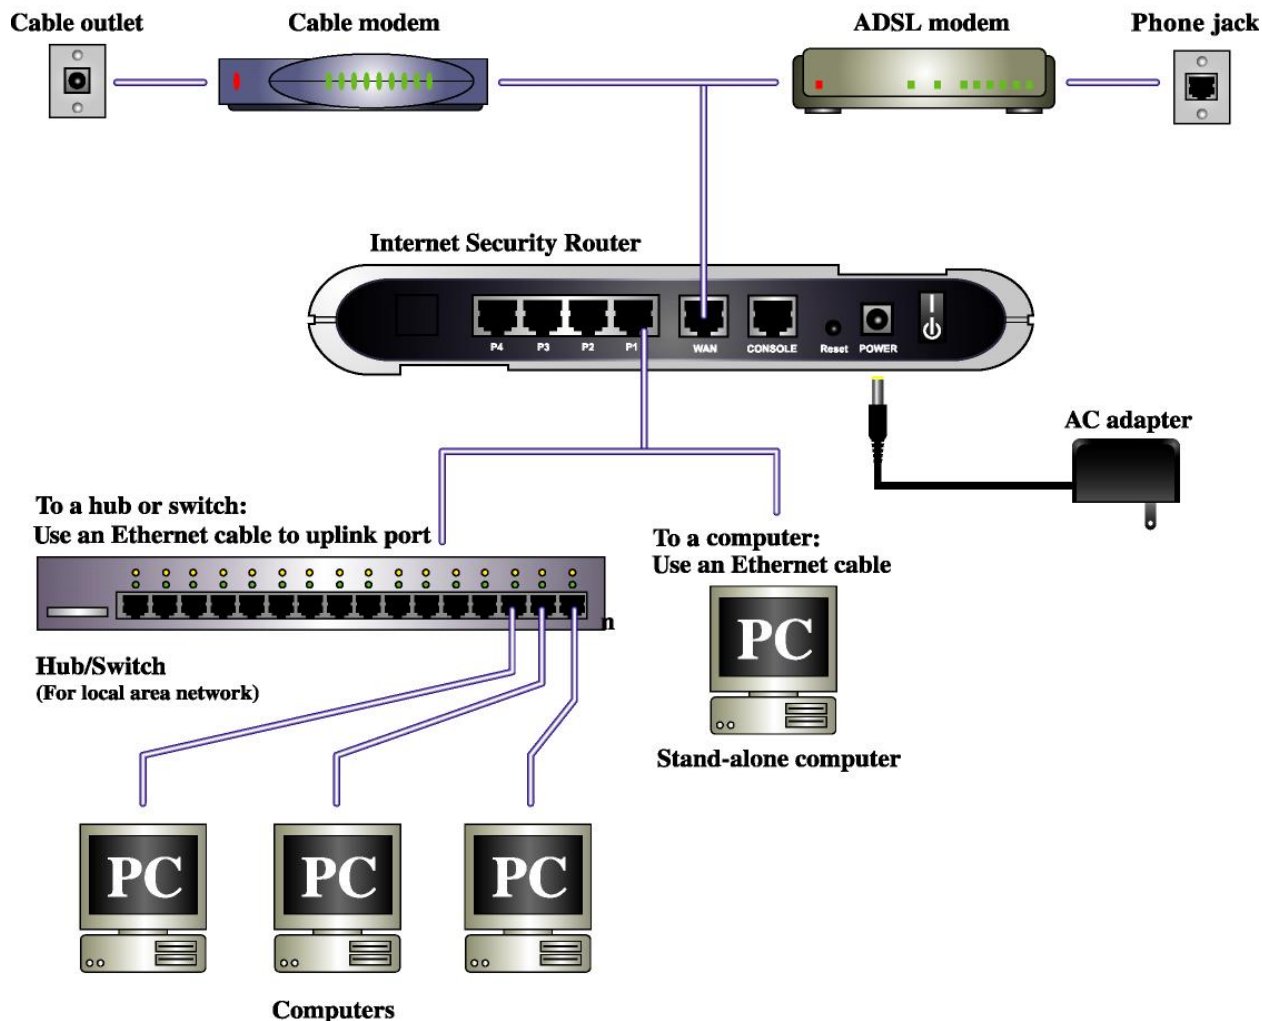 Cable outlet
Cable modem
ADSL modem
Phone jack
Internet Security Router
P4
P3
P2
P1
WAN
CONSOLE
Reset
POWER
AC adapter
To a hub or switch:
Use an Ethernet cable to uplink port
To a computer:
Use an Ethernet cable
n
Hub/Switch
(For local area network)
PC
Stand-alone computer
PC
PC
PC
Computers